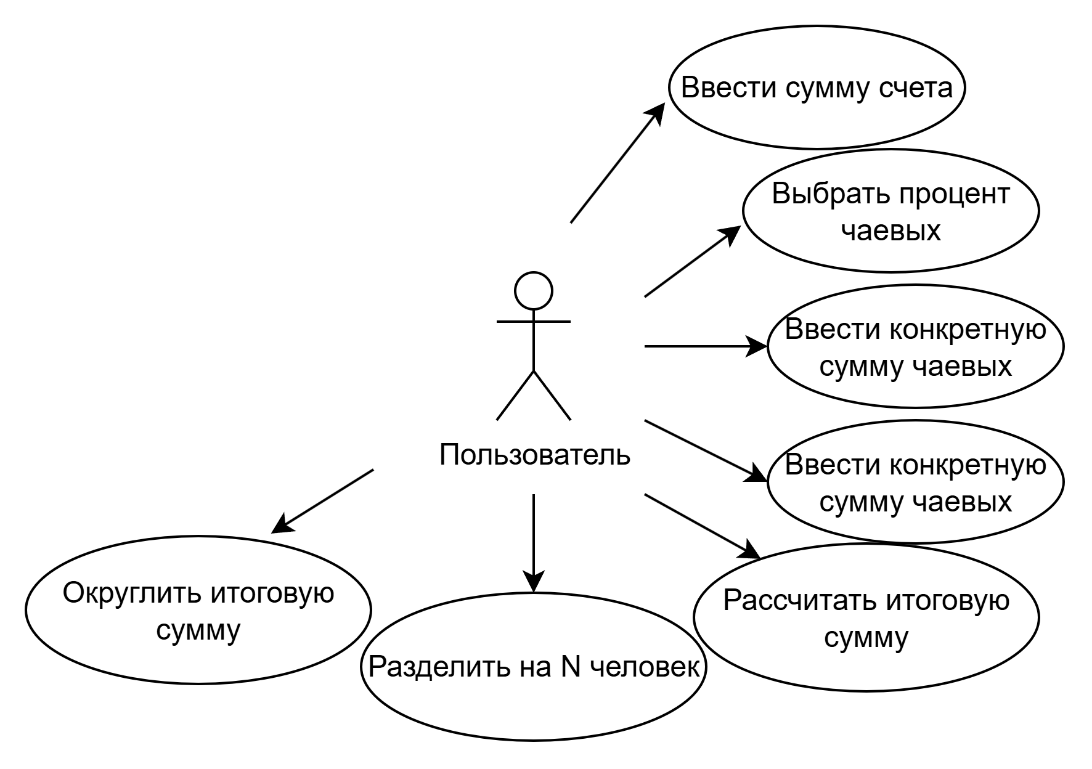 Ввести сумму счета
Выбрать процент
чаевых
Ввести конкретную
сумму чаевых
Ввести конкретную
сумму чаевых
Пользователь
Рассчитать итоговую
сумму
Округлить итоговую
сумму
Разделить на N человек